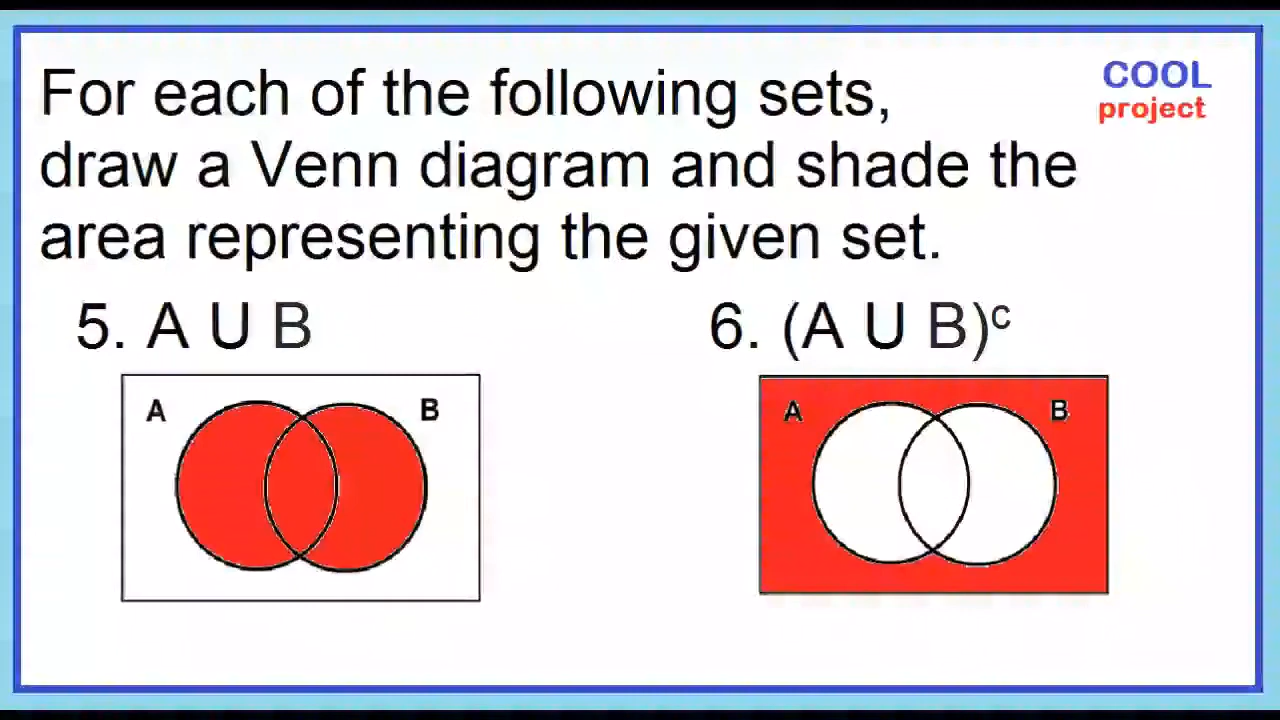 COOL
project
For each of the following sets,
draw a Venn diagram and shade the
area representing the given set.
5. A U B
6. (A U B)ᶜ
A
B
A
B